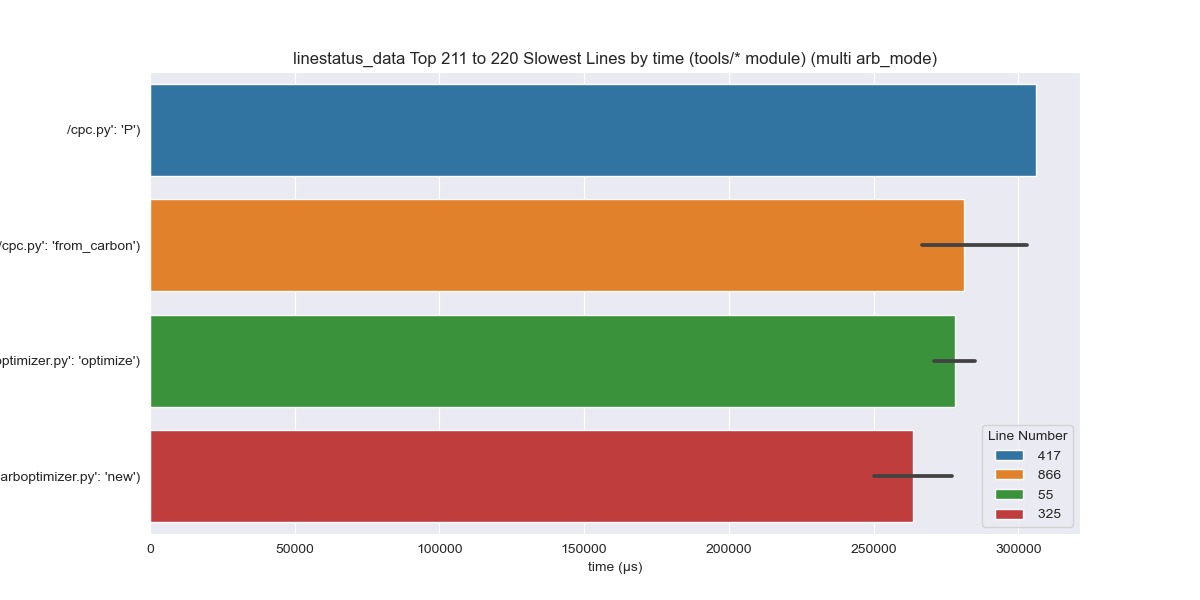 linestatus_data Top 211 to 220 Slowest Lines by time (tools/* module) (multi arb_mode)
/cpc.py': 'P')
/cpc.py': 'from_carbon')
optimizer.py': 'optimize')
arboptimizer.py': 'new')
Line Number
417
866
55
325
0 50000 100000 150000 200000 250000 300000
time (µs)